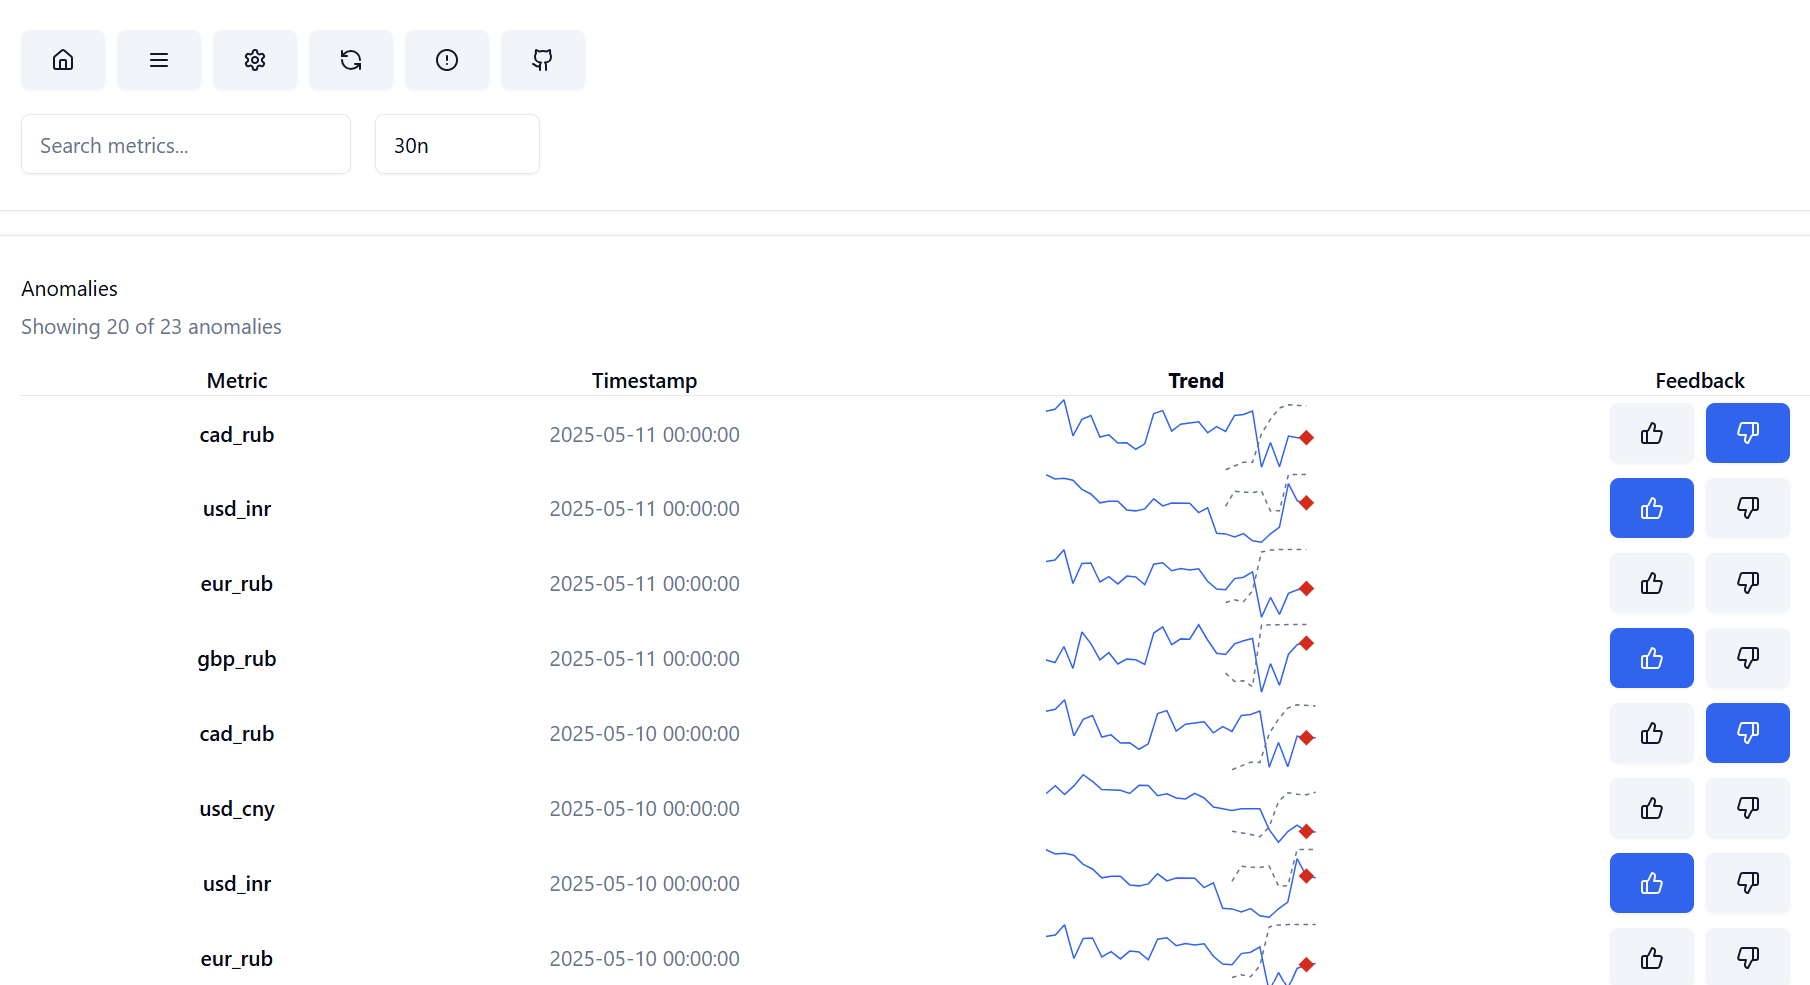 Search metrics...
30n
Anomalies
Showing 20 of 23 anomalies
Metric Timestamp Trend Feedback
cad_rub 2025-05-11 00:00:00
usd_inr 2025-05-11 00:00:00
eur_rub 2025-05-11 00:00:00
gbp_rub 2025-05-11 00:00:00
cad_rub 2025-05-10 00:00:00
usd_cny 2025-05-10 00:00:00
usd_inr 2025-05-10 00:00:00
eur_rub 2025-05-10 00:00:00